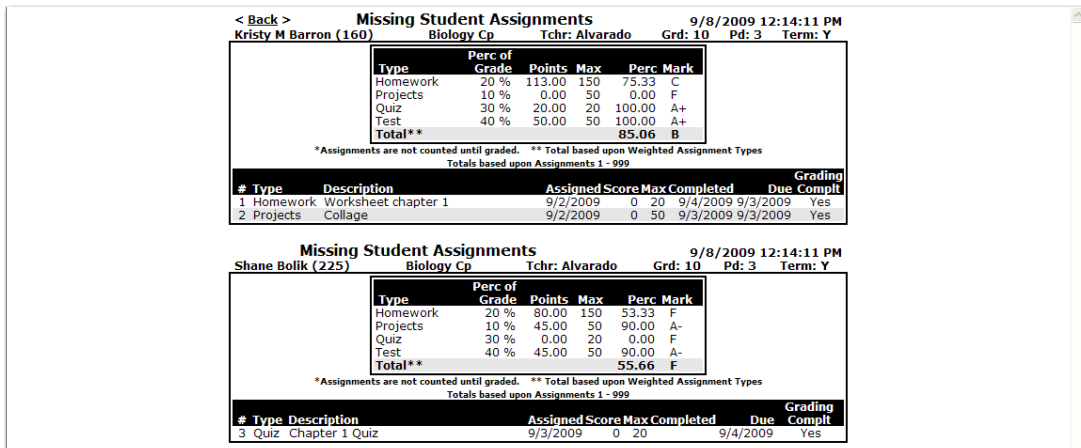 < Back > Missing Student Assignments 9/8/2009 12:14:11 PM
Kristy M Barron (160) Biology Cp Tchr: Alvarado Grd: 10 Pd: 3 Term: Y
Perc of
Type Grade Points Max Perc Mark
Homework 20 % 113.00 150 75.33 C
Projects 10 % 0.00 50 0.00 F
Quiz 30 % 20.00 20 100.00 A+
Test 40 % 50.00 50 100.00 A+
Total** 85.06 B
*Assignments are not counted until graded. ** Total based upon Weighted Assignment Types
Totals based upon Assignments 1 - 999
Grading
# Type Description Assigned Score Max Completed Due Complt
1 Homework Worksheet chapter 1 9/2/2009 0 20 9/4/2009 9/3/2009 Yes
2 Projects Collage 9/2/2009 0 50 9/3/2009 9/3/2009 Yes
Missing Student Assignments 9/8/2009 12:14:11 PM
Shane Bolik (225) Biology Cp Tchr: Alvarado Grd: 10 Pd: 3 Term: Y
Perc of
Type Grade Points Max Perc Mark
Homework 20 % 80.00 150 53.33 F
Projects 10 % 45.00 50 90.00 A-
Quiz 30 % 0.00 20 0.00 F
Test 40 % 45.00 50 90.00 A-
Total** 55.66 F
*Assignments are not counted until graded. ** Total based upon Weighted Assignment Types
Totals based upon Assignments 1 - 999
Grading
# Type Description Assigned Score Max Completed Due Complt
3 Quiz Chapter 1 Quiz 9/3/2009 0 20 9/4/2009 Yes